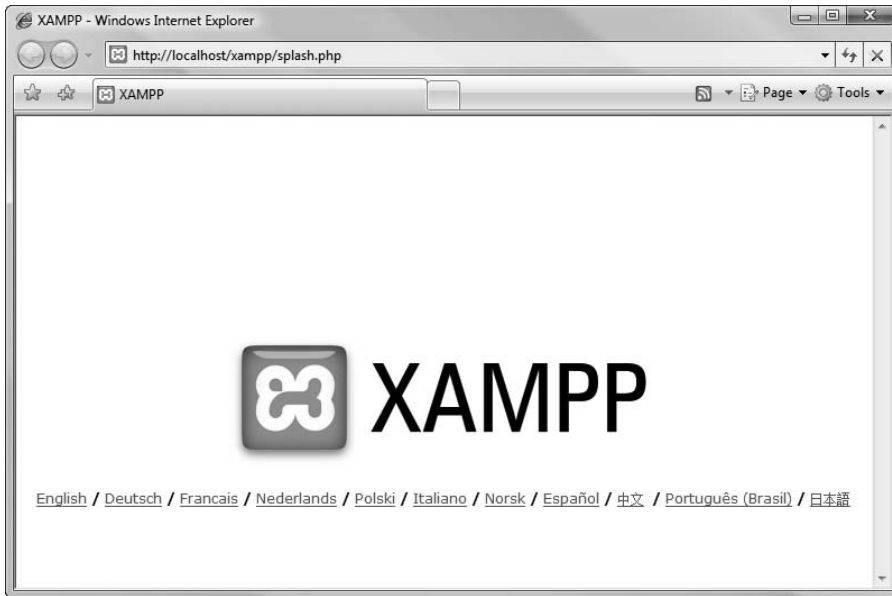 XAMPP - Windows Internet Explorer
http://localhost/xampp/splash.php
XAMPP Page Tools
XAMPP
English / Deutsch / Francais / Nederlands / Polski / Italiano / Norsk / Español / 中文 / Português (Brasil) / 日本語